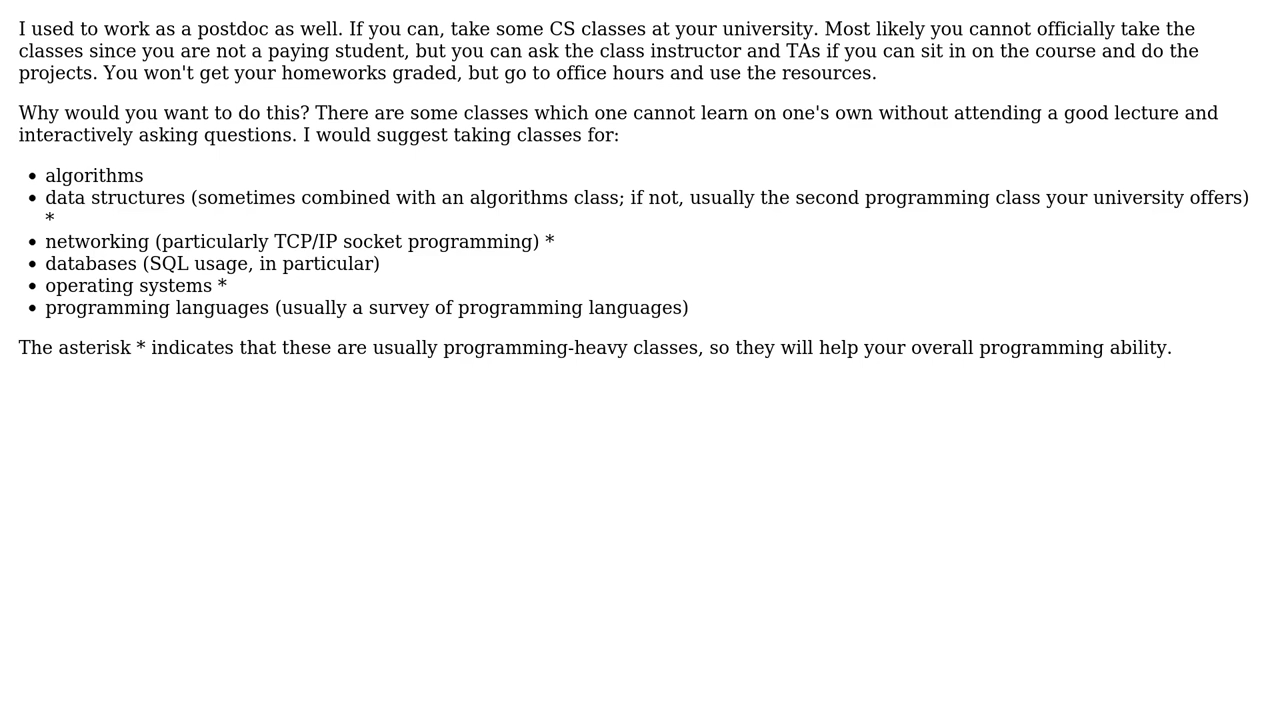 I used to work as a postdoc as well. If you can, take some CS classes at your university. Most likely you cannot officially take the
classes since you are not a paying student, but you can ask the class instructor and TAs if you can sit in on the course and do the
projects. You won't get your homeworks graded, but go to office hours and use the resources.
Why would you want to do this? There are some classes which one cannot learn on one's own without attending a good lecture and
interactively asking questions. I would suggest taking classes for:
• algorithms
• data structures (sometimes combined with an algorithms class; if not, usually the second programming class your university offers)
*
• networking (particularly TCP/IP socket programming) *
• databases (SQL usage, in particular)
• operating systems *
• programming languages (usually a survey of programming languages)
The asterisk * indicates that these are usually programming-heavy classes, so they will help your overall programming ability.